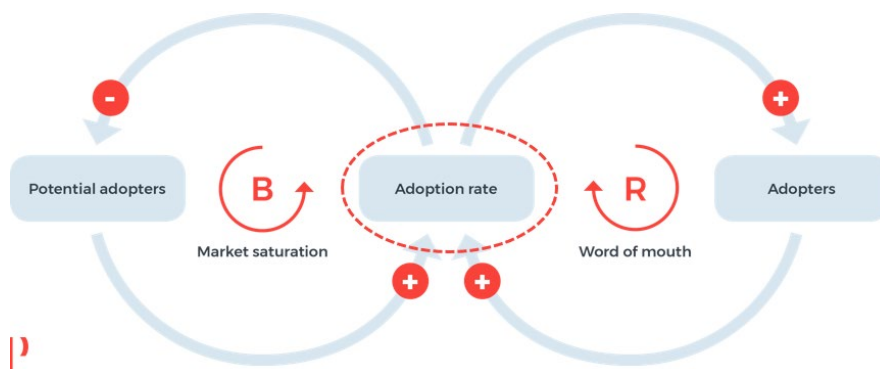 -
+
Potential adopters
B
Adoption rate
R
Adopters
Market saturation
Word of mouth
+
+